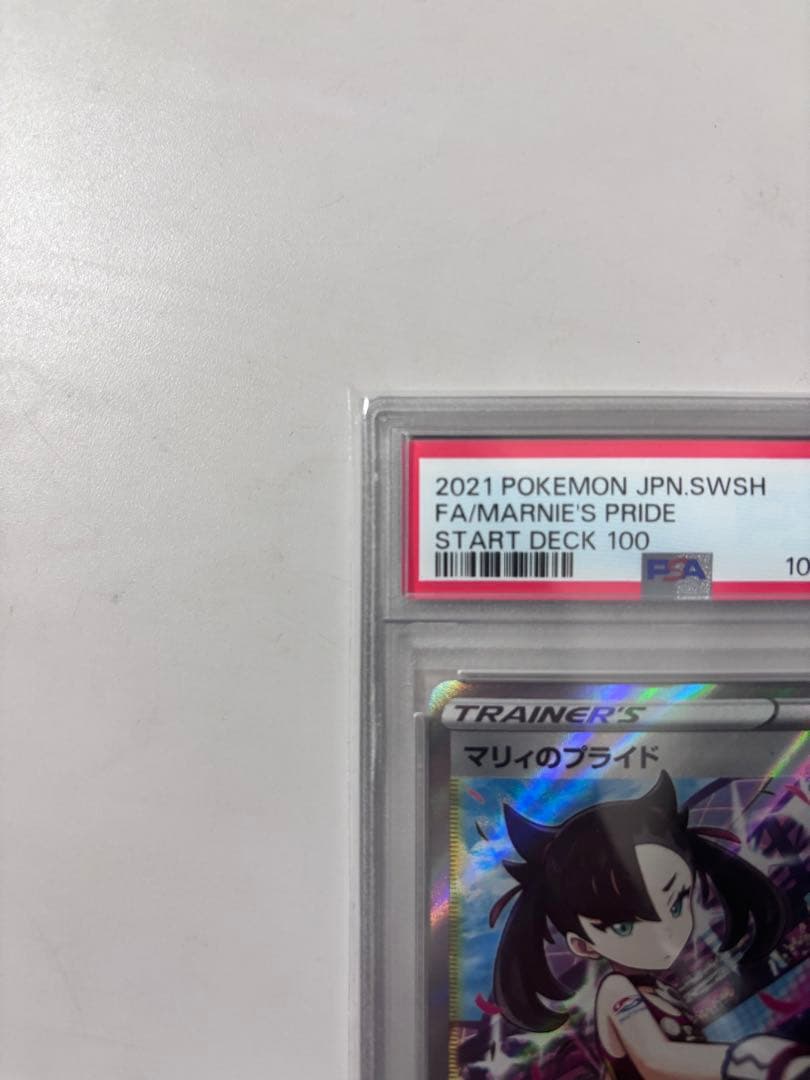 2021 POKEMON JPN.SWSH
FA/MARNIE'S PRIDE
START DECK 100
PSA
10
TRAINER'S
マリィのプライド